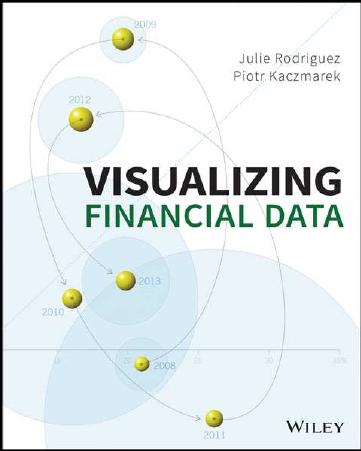 2009
Julie Rodriguez
Piotr Kaczmarek
2012
VISUALIZING
FINANCIAL DATA
2013
2010
2008
2011
WILEY